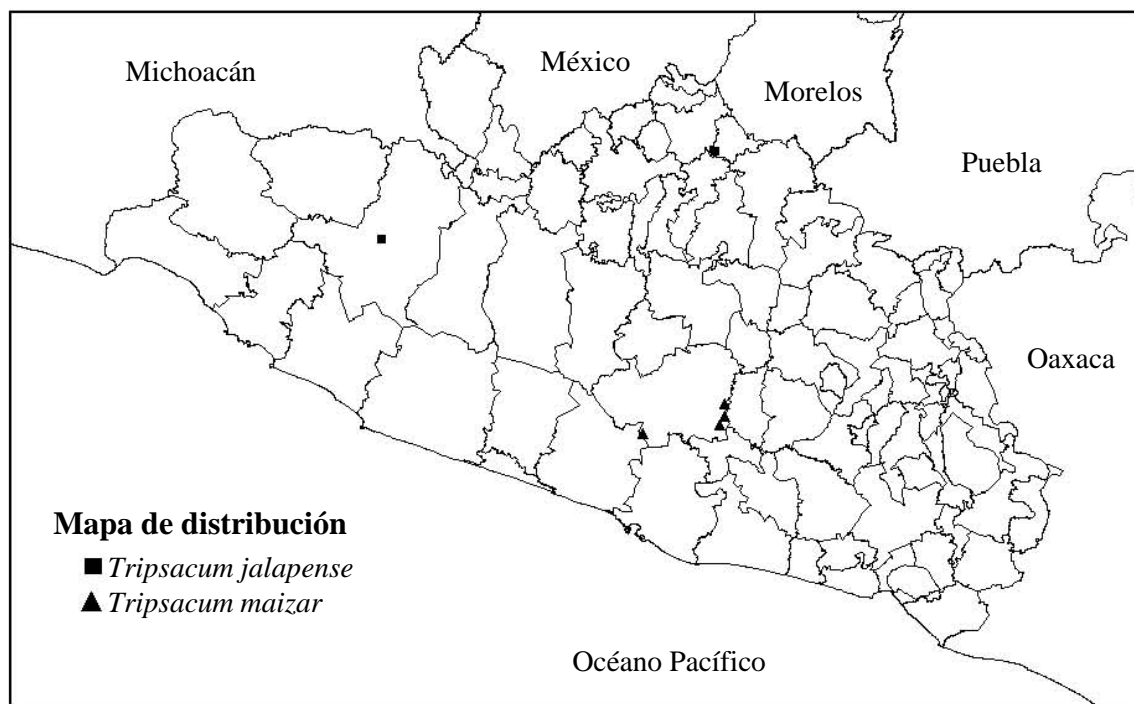 Michoacán
México
Morelos
Puebla
Oaxaca
Mapa de distribución
Tripsacum jalapense
Tripsacum maizar
Océano Pacífico